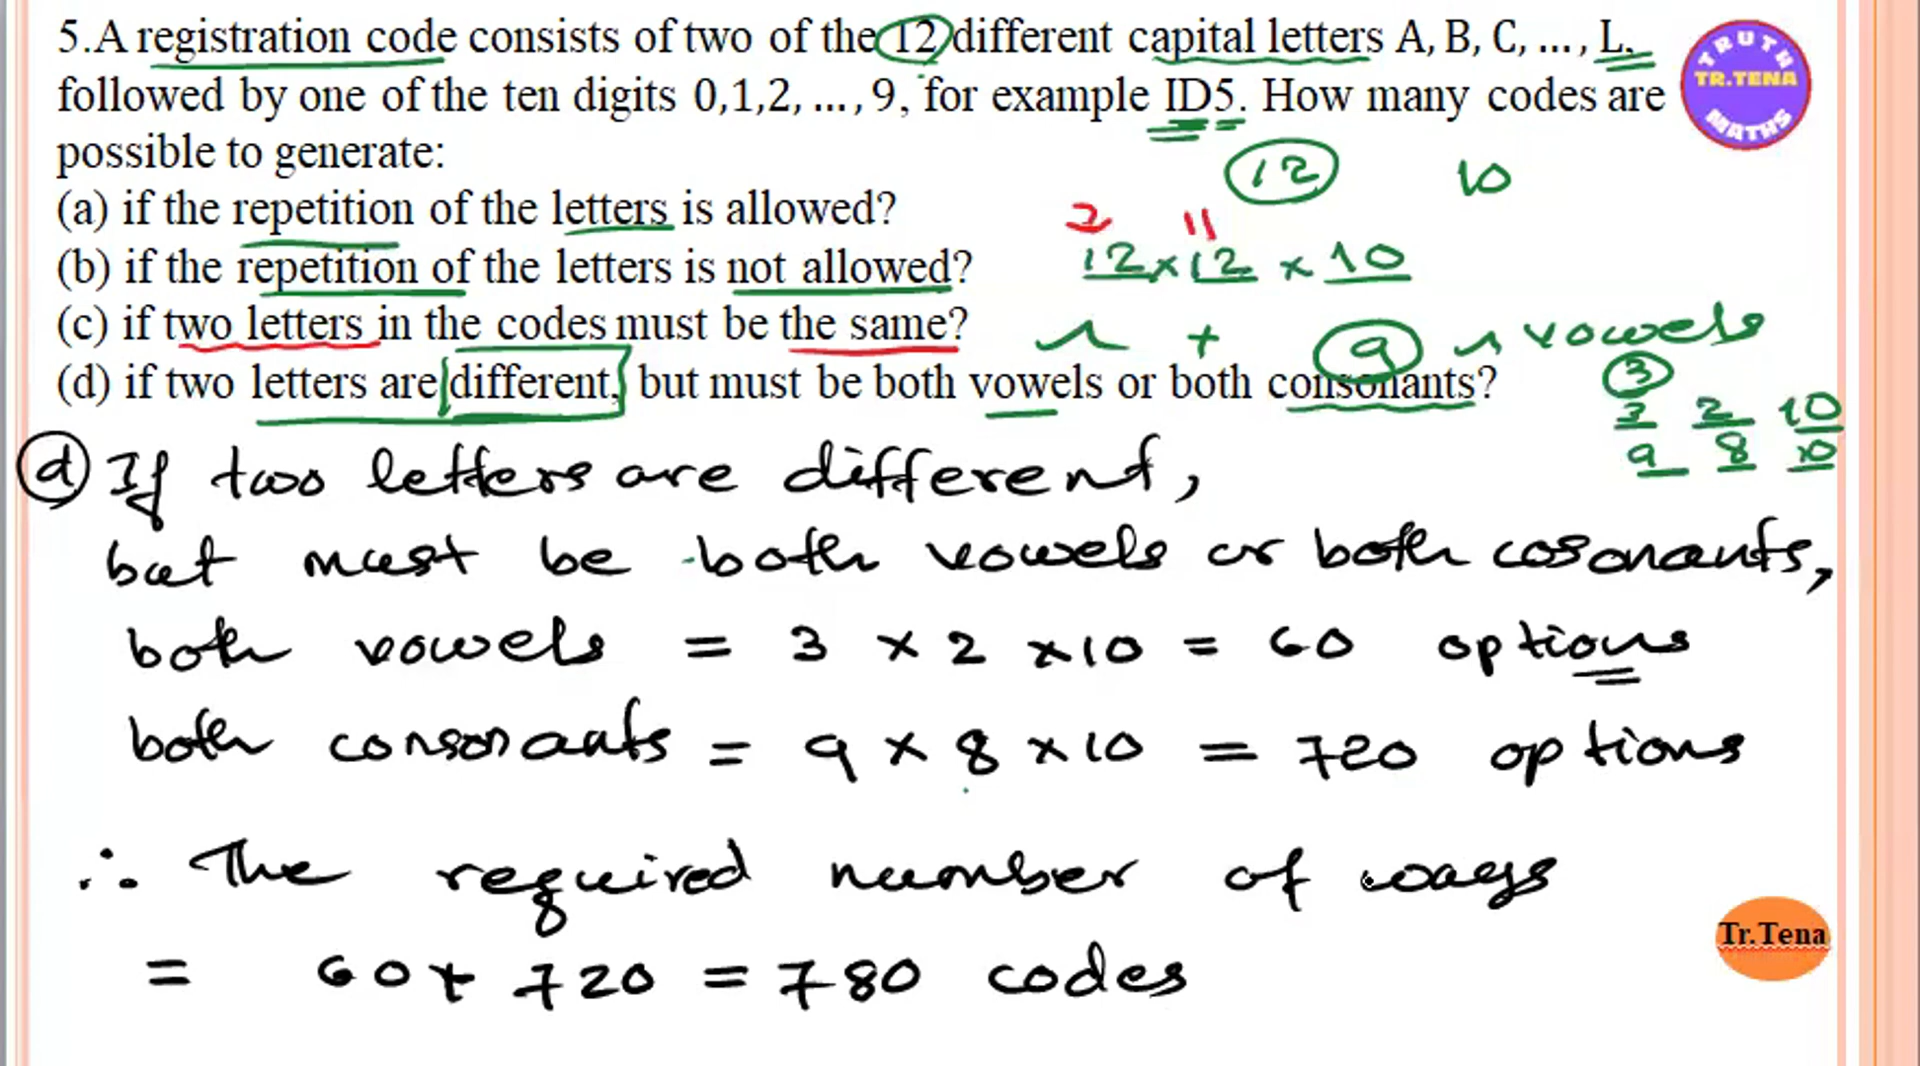 5.A registration code consists of two of the 12 different capital letters A, B, C, ... , L,
followed by one of the ten digits 0,1,2, ... , 9, for example ID5. How many codes are
possible to generate:
(a) if the repetition of the letters is allowed?
(b) if the repetition of the letters is not allowed?
(c) if two letters in the codes must be the same?
(d) if two letters are different, but must be both vowels or both consonants?
TRUTH
TR.TENA
MATHS
12 10
2 11
12 × 12 × 10
+ 9 vowels
3
3 2 10
9 8 10
d If two letters are different,
but must be both vowels or both cosonants,
both vowels = 3 × 2 × 10 = 60 options
both consonants = 9 × 8 × 10 = 720 options
∴ The required number of ways
= 60 + 720 = 780 codes
Tr.Tena